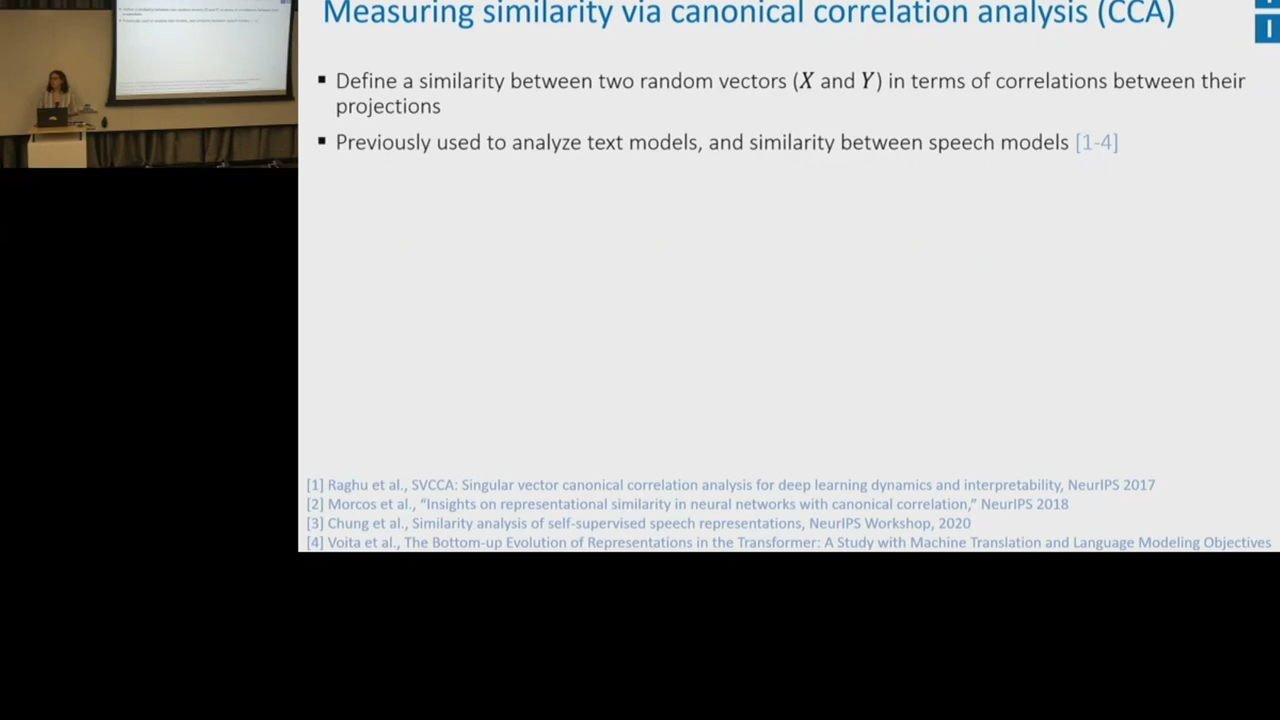 Measuring similarity via canonical correlation analysis (CCA)
▪ Define a similarity between two random vectors (X and Y) in terms of correlations between their
projections
▪ Previously used to analyze text models, and similarity between speech models [1-4]
[1] Raghu et al., SVCCA: Singular vector canonical correlation analysis for deep learning dynamics and interpretability, NeurIPS 2017
[2] Morcos et al., “Insights on representational similarity in neural networks with canonical correlation,” NeurIPS 2018
[3] Chung et al., Similarity analysis of self-supervised speech representations, NeurIPS Workshop, 2020
[4] Voita et al., The Bottom-up Evolution of Representations in the Transformer: A Study with Machine Translation and Language Modeling Objectives